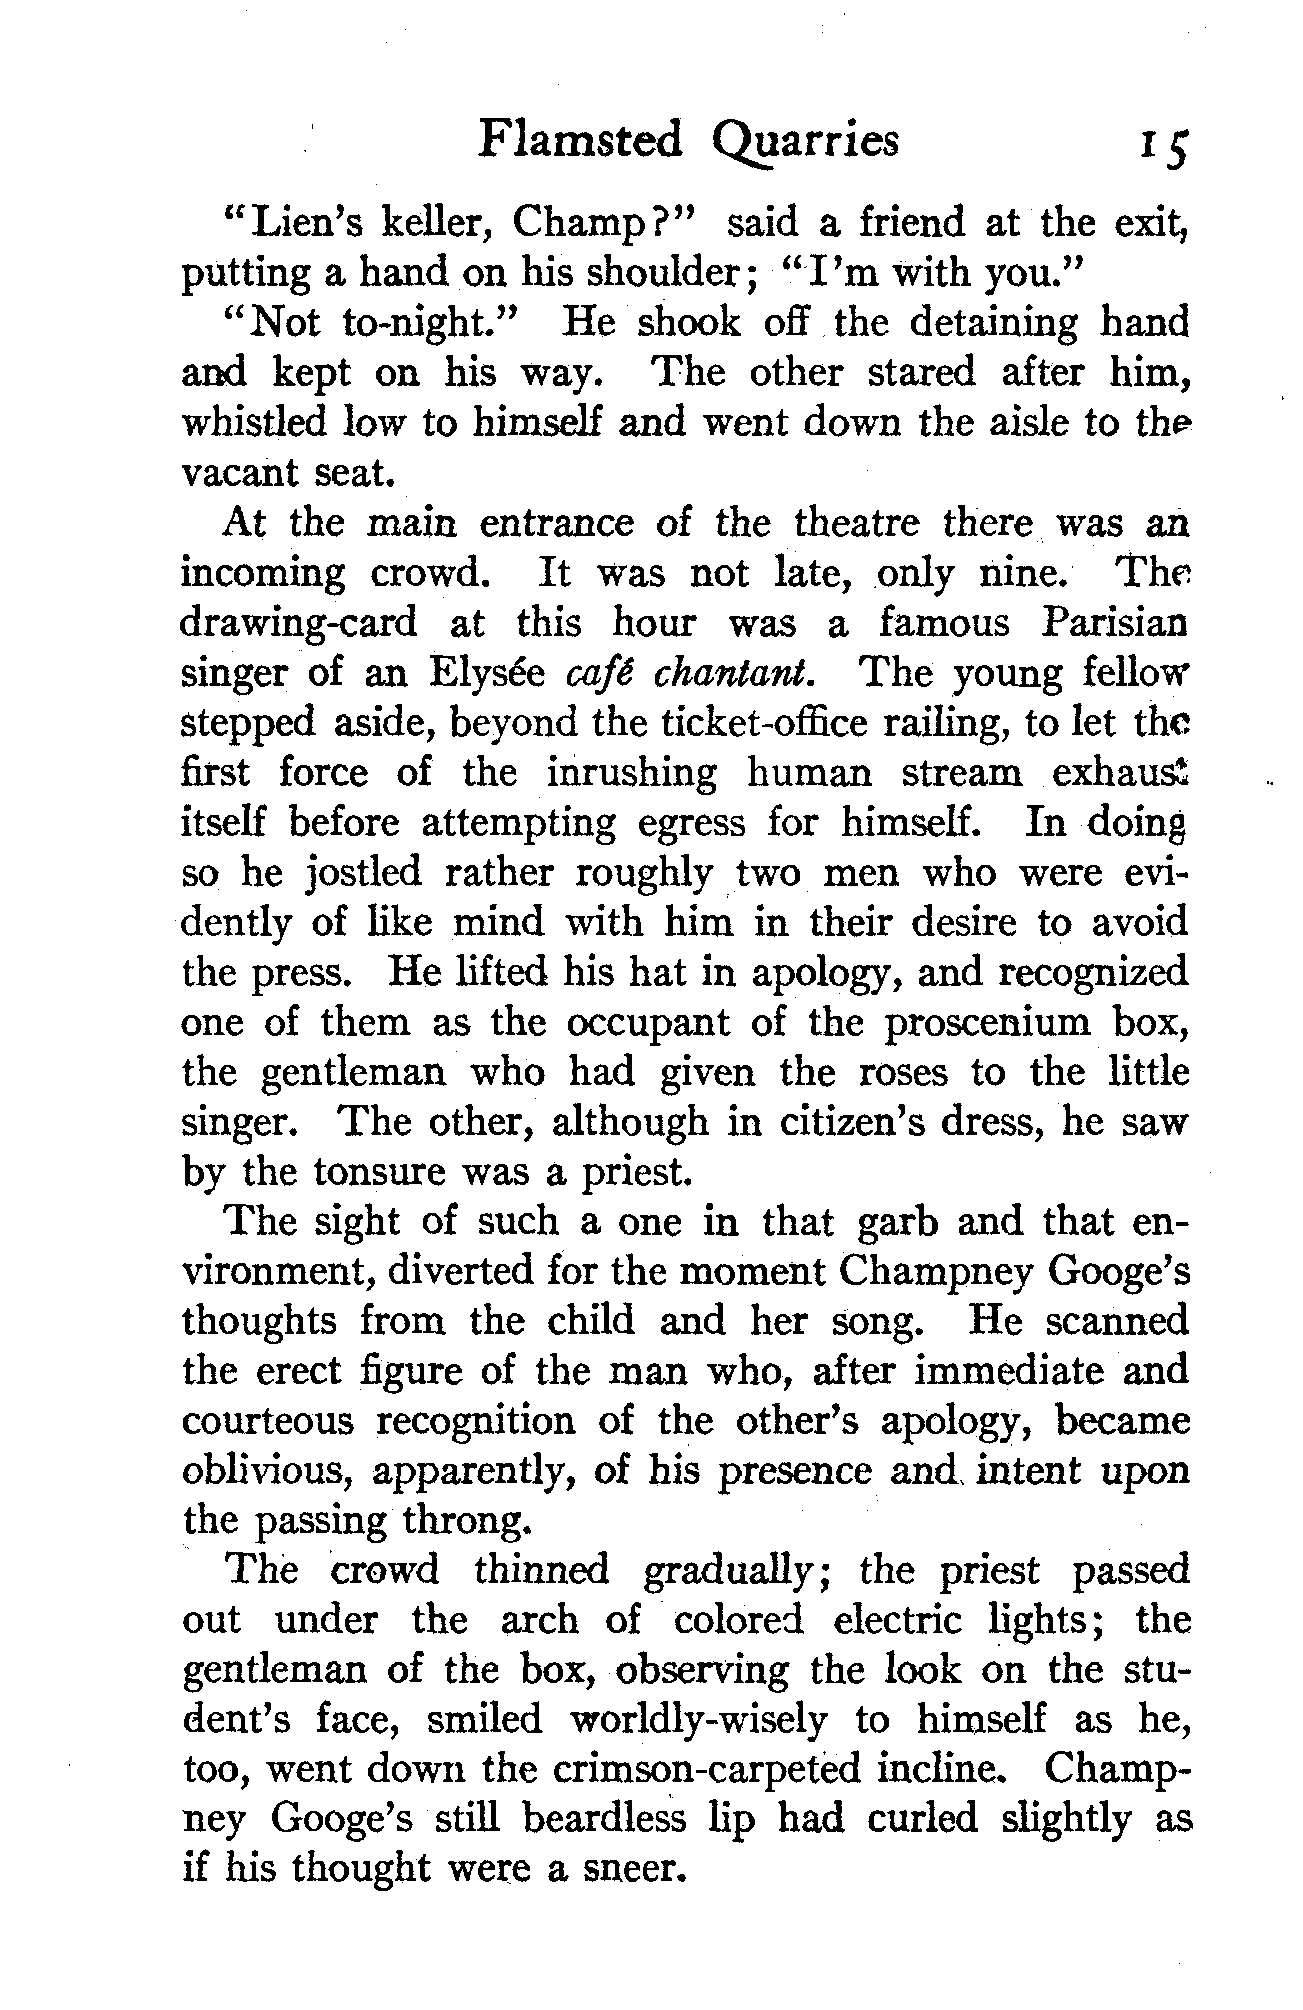 Flamsted Quarries 15
"Lien's keller, Champ?" said a friend at the exit,
putting a hand on his shoulder; "I'm with you."
"Not to-night." He shook off the detaining hand
and kept on his way. The other stared after him,
whistled low to himself and went down the aisle to the
vacant seat.
At the main entrance of the theatre there was an
incoming crowd. It was not late, only nine. The
drawing-card at this hour was a famous Parisian
singer of an Elysée café chantant. The young fellow
stepped aside, beyond the ticket-office railing, to let the
first force of the inrushing human stream exhaust
itself before attempting egress for himself. In doing
so he jostled rather roughly two men who were evi-
dently of like mind with him in their desire to avoid
the press. He lifted his hat in apology, and recognized
one of them as the occupant of the proscenium box,
the gentleman who had given the roses to the little
singer. The other, although in citizen's dress, he saw
by the tonsure was a priest.
The sight of such a one in that garb and that en-
vironment, diverted for the moment Champney Googe's
thoughts from the child and her song. He scanned
the erect figure of the man who, after immediate and
courteous recognition of the other's apology, became
oblivious, apparently, of his presence and intent upon
the passing throng.
The crowd thinned gradually; the priest passed
out under the arch of colored electric lights; the
gentleman of the box, observing the look on the stu-
dent's face, smiled worldly-wisely to himself as he,
too, went down the crimson-carpeted incline. Champ-
ney Googe's still beardless lip had curled slightly as
if his thought were a sneer.